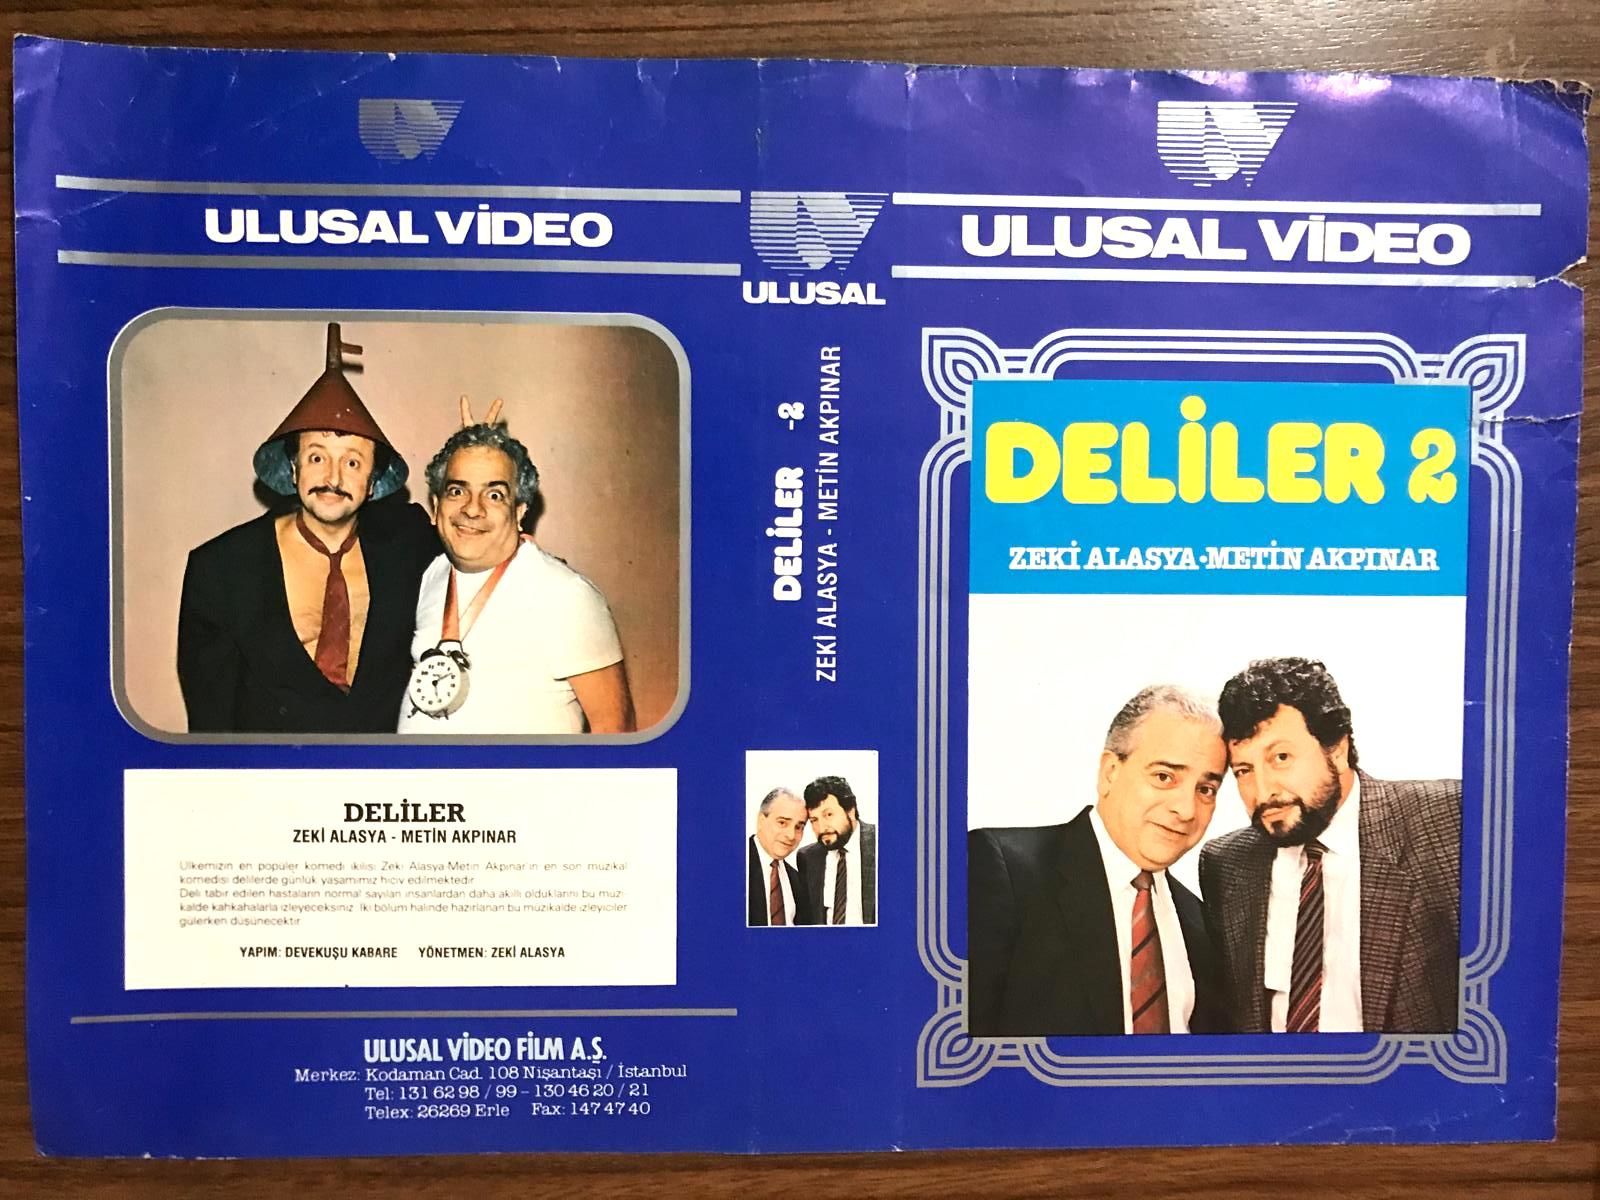 ULUSAL VİDEO
DELİLER
ZEKİ ALASYA - METİN AKPINAR
Ülkemizin en popüler komedi ikilisi Zeki Alasya-Metin Akpınar'ın en son müzikal
komedisi delilerde günlük yaşamımız hiciv edilmektedir.
Deli tabir edilen hastaların normal sayılan insanlardan daha akıllı olduklarını bu müzi-
kalde kahkahalarla izleyeceksiniz. İki bölüm halinde hazırlanan bu müzikalde izleyiciler
gülerken düşünecektir.
YAPIM: DEVEKUŞU KABARE YÖNETMEN: ZEKİ ALASYA
ULUSAL VİDEO FİLM A.Ş.
Merkez: Kodaman Cad. 108 Nişantaşı / İstanbul
Tel: 131 62 98 / 99 - 130 46 20 / 21
Telex: 26269 Erle Fax: 147 47 40
ULUSAL
DELİLER -2
ZEKİ ALASYA - METİN AKPINAR
ULUSAL VİDEO
DELİLER 2
ZEKİ ALASYA·METİN AKPINAR